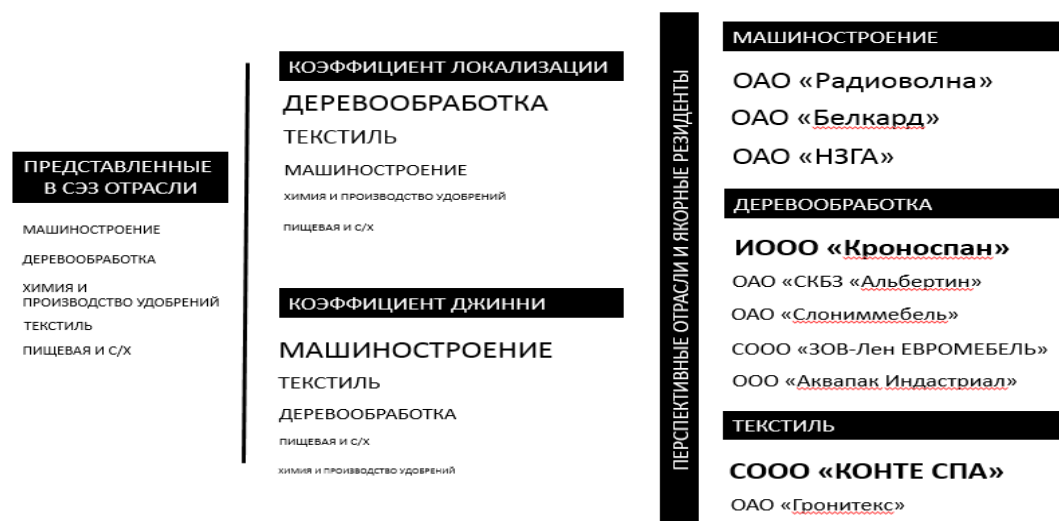 ПРЕДСТАВЛЕННЫЕ
В СЭЗ ОТРАСЛИ
МАШИНОСТРОЕНИЕ
ДЕРЕВООБРАБОТКА
ХИМИЯ И
ПРОИЗВОДСТВО УДОБРЕНИЙ
ТЕКСТИЛЬ
ПИЩЕВАЯ И С/Х
КОЭФФИЦИЕНТ ЛОКАЛИЗАЦИИ
ДЕРЕВООБРАБОТКА
ТЕКСТИЛЬ
МАШИНОСТРОЕНИЕ
ХИМИЯ И ПРОИЗВОДСТВО УДОБРЕНИЙ
ПИЩЕВАЯ И С/Х
КОЭФФИЦИЕНТ ДЖИННИ
МАШИНОСТРОЕНИЕ
ТЕКСТИЛЬ
ДЕРЕВООБРАБОТКА
ПИЩЕВАЯ И С/Х
ХИМИЯ И ПРОИЗВОДСТВО УДОБРЕНИЙ
ПЕРСПЕКТИВНЫЕ ОТРАСЛИ И ЯКОРНЫЕ РЕЗИДЕНТЫ
МАШИНОСТРОЕНИЕ
ОАО «Радиоволна»
ОАО «Белкард»
ОАО «НЗГА»
ДЕРЕВООБРАБОТКА
ИООО «Кроноспан»
ОАО «СКБЗ «Альбертин»
ОАО «Слониммебель»
СООО «ЗОВ-Лен ЕВРОМЕБЕЛЬ»
ООО «Аквапак Индастриал»
ТЕКСТИЛЬ
СООО «КОНТЕ СПА»
ОАО «Гронитекс»